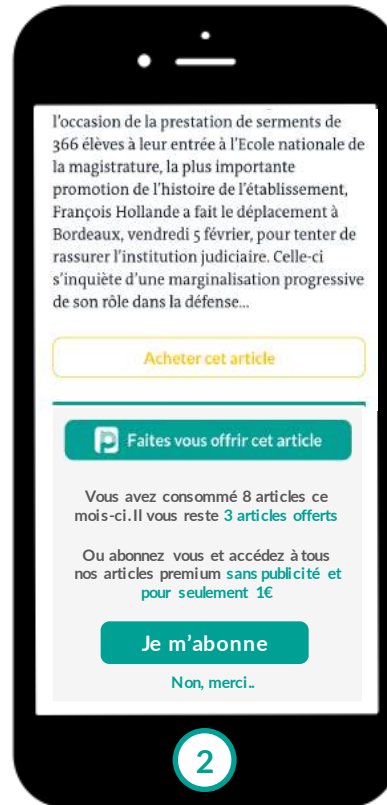 l'occasion de la prestation de serments de
366 élèves à leur entrée à l'Ecole nationale de
la magistrature, la plus importante
promotion de l'histoire de l'établissement,
François Hollande a fait le déplacement à
Bordeaux, vendredi 5 février, pour tenter de
rassurer l'institution judiciaire. Celle-ci
s'inquiète d'une marginalisation progressive
de son rôle dans la défense...
Acheter cet article
Faites vous offrir cet article
Vous avez consommé 8 articles ce
mois-ci. Il vous reste 3 articles offerts
Ou abonnez vous et accédez à tous
nos articles premium sans publicité et
pour seulement 1€
Je m'abonne
Non, merci..
2